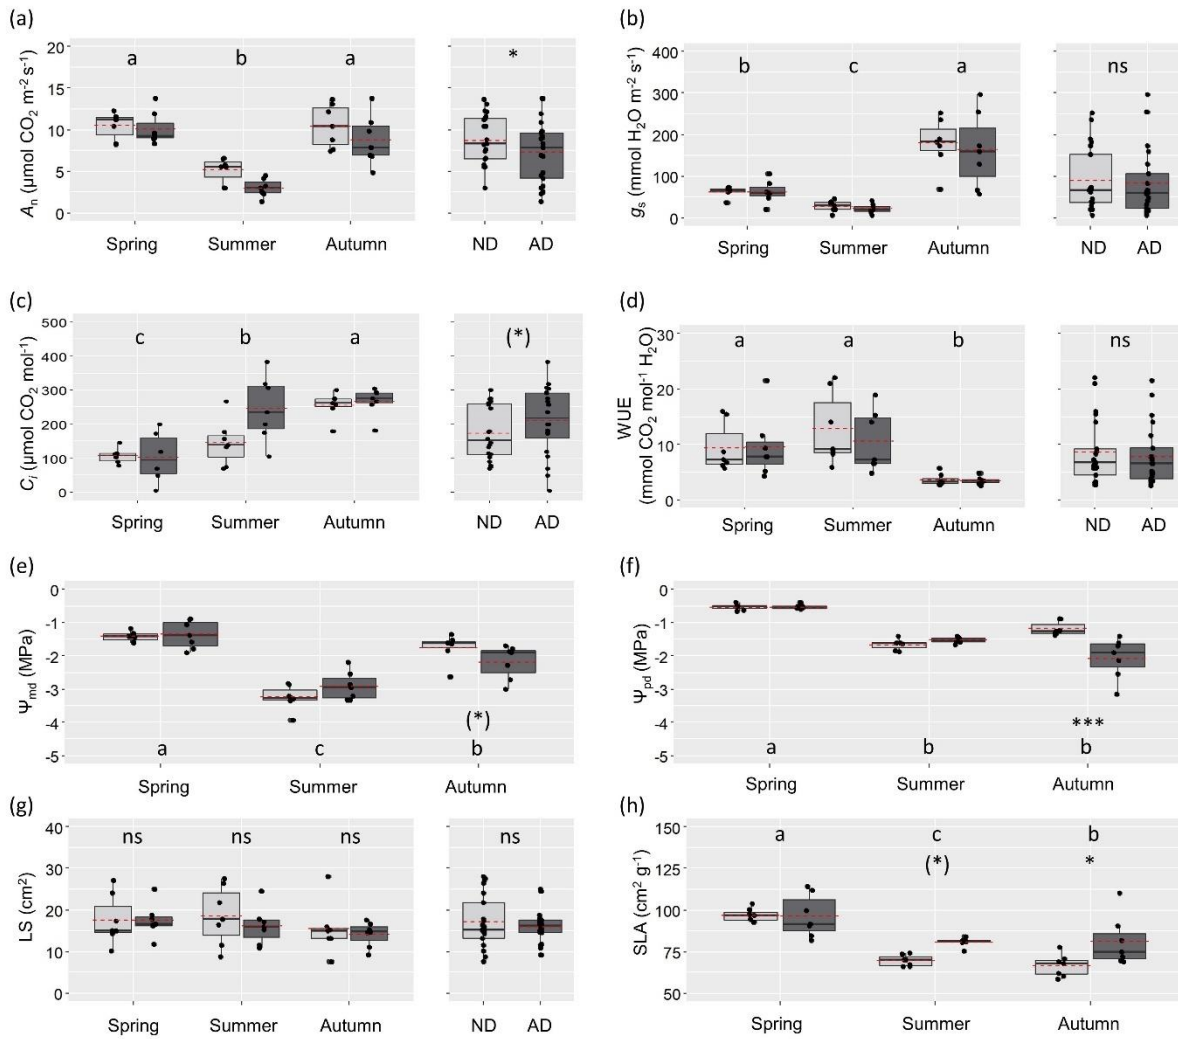 (a)
Aₙ (µmol CO₂ m⁻² s⁻¹)
20
15
10
5
0
a b a
*
Spring Summer Autumn
ND AD
(b)
gₛ (mmol H₂O m⁻² s⁻¹)
400
300
200
100
0
b c a
ns
Spring Summer Autumn
ND AD
(c)
Cᵢ (µmol CO₂ mol⁻¹)
500
400
300
200
100
0
c b a
(*)
Spring Summer Autumn
ND AD
(d)
WUE
(mmol CO₂ mol⁻¹ H₂O)
30
20
10
0
a a b
ns
Spring Summer Autumn
ND AD
(e)
Ψmd (MPa)
0
-1
-2
-3
-4
-5
(*)
a c b
Spring Summer Autumn
(f)
Ψpd (MPa)
0
-1
-2
-3
-4
-5
***
a b b
Spring Summer Autumn
(g)
LS (cm²)
40
30
20
10
0
ns ns ns
ns
Spring Summer Autumn
ND AD
(h)
SLA (cm² g⁻¹)
150
125
100
75
50
a c b
(*) *
Spring Summer Autumn